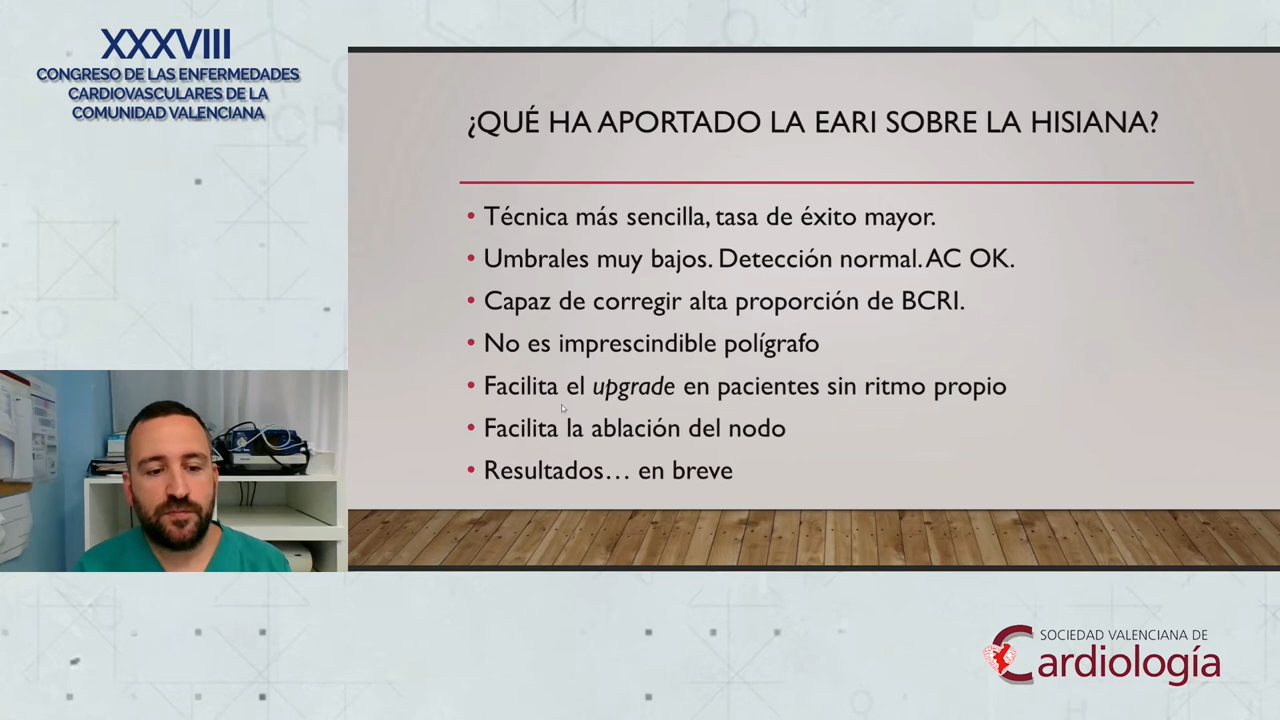 XXXVIII
CONGRESO DE LAS ENFERMEDADES
CARDIOVASCULARES DE LA
COMUNIDAD VALENCIANA
¿QUÉ HA APORTADO LA EARI SOBRE LA HISIANA?
• Técnica más sencilla, tasa de éxito mayor.
• Umbrales muy bajos. Detección normal. AC OK.
• Capaz de corregir alta proporción de BCRI.
• No es imprescindible polígrafo
• Facilita el upgrade en pacientes sin ritmo propio
• Facilita la ablación del nodo
• Resultados… en breve
SOCIEDAD VALENCIANA DE
Cardiología